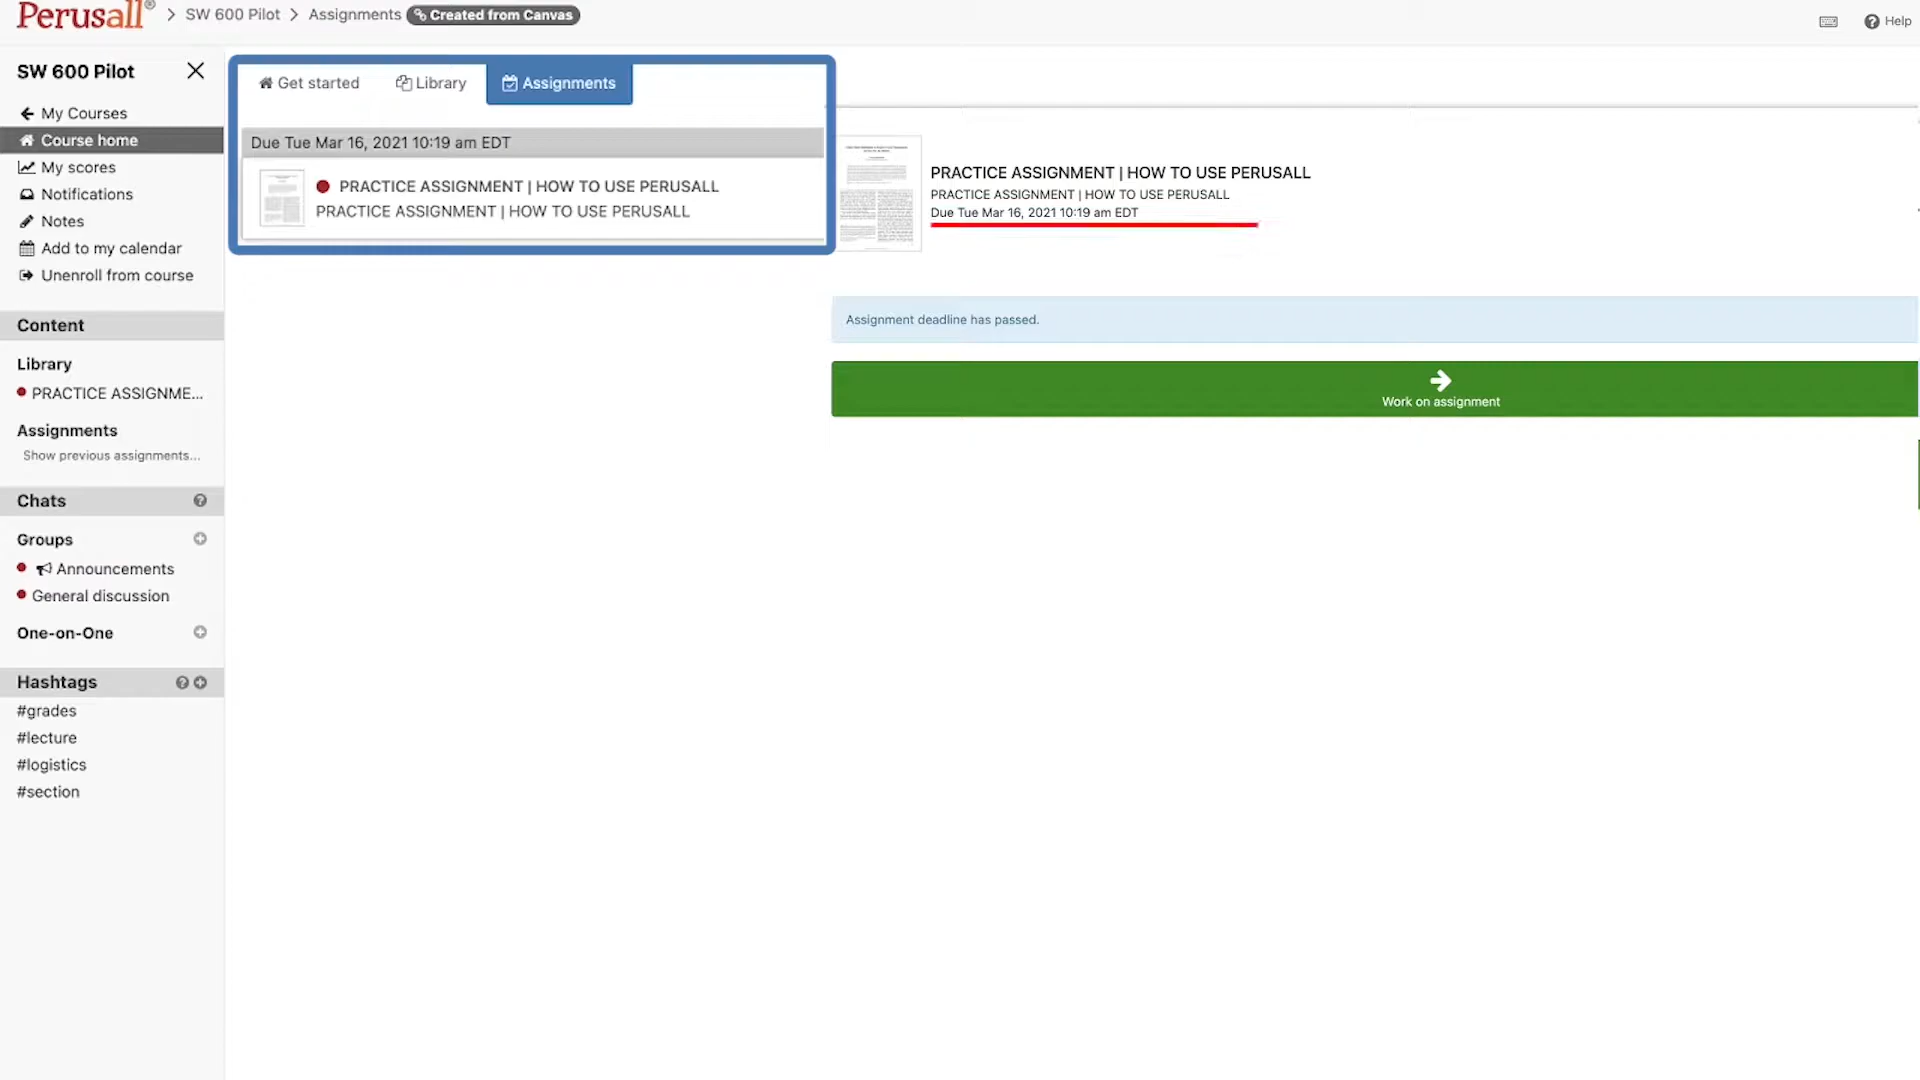 Perusall® > SW 600 Pilot > Assignments Created from Canvas
Help
SW 600 Pilot
My Courses
Course home
My scores
Notifications
Notes
Add to my calendar
Unenroll from course
Content
Library
PRACTICE ASSIGNME...
Assignments
Show previous assignments...
Chats
Groups
Announcements
General discussion
One-on-One
Hashtags
#grades
#lecture
#logistics
#section
Get started Library Assignments
Due Tue Mar 16, 2021 10:19 am EDT
PRACTICE ASSIGNMENT | HOW TO USE PERUSALL
PRACTICE ASSIGNMENT | HOW TO USE PERUSALL
PRACTICE ASSIGNMENT | HOW TO USE PERUSALL
PRACTICE ASSIGNMENT | HOW TO USE PERUSALL
Due Tue Mar 16, 2021 10:19 am EDT
Assignment deadline has passed.
Work on assignment